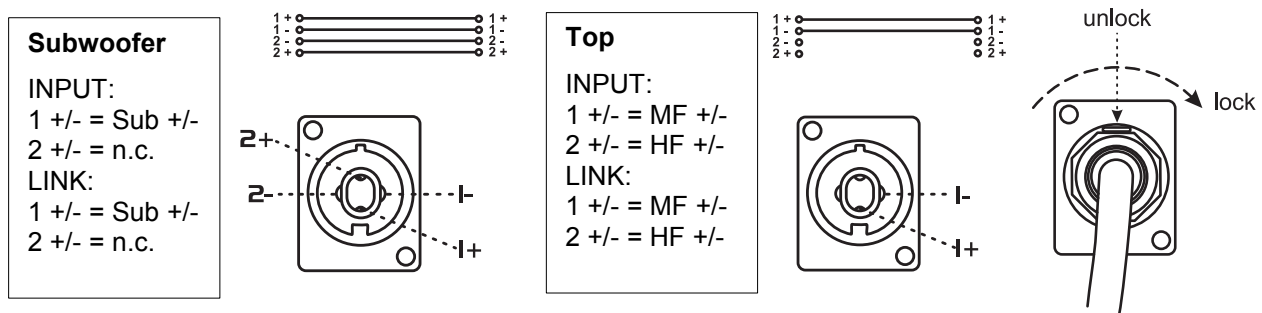 Subwoofer
INPUT:
1 +/- = Sub +/-
2 +/- = n.c.
LINK:
1 +/- = Sub +/-
2 +/- = n.c.
1 + 1 +
1 - 1 -
2 - 2 -
2 + 2 +
2+
2-
1-
1+
Top
INPUT:
1 +/- = MF +/-
2 +/- = HF +/-
LINK:
1 +/- = MF +/-
2 +/- = HF +/-
1 + 1 +
1 - 1 -
2 - 2 -
2 + 2 +
1-
1+
unlock
lock